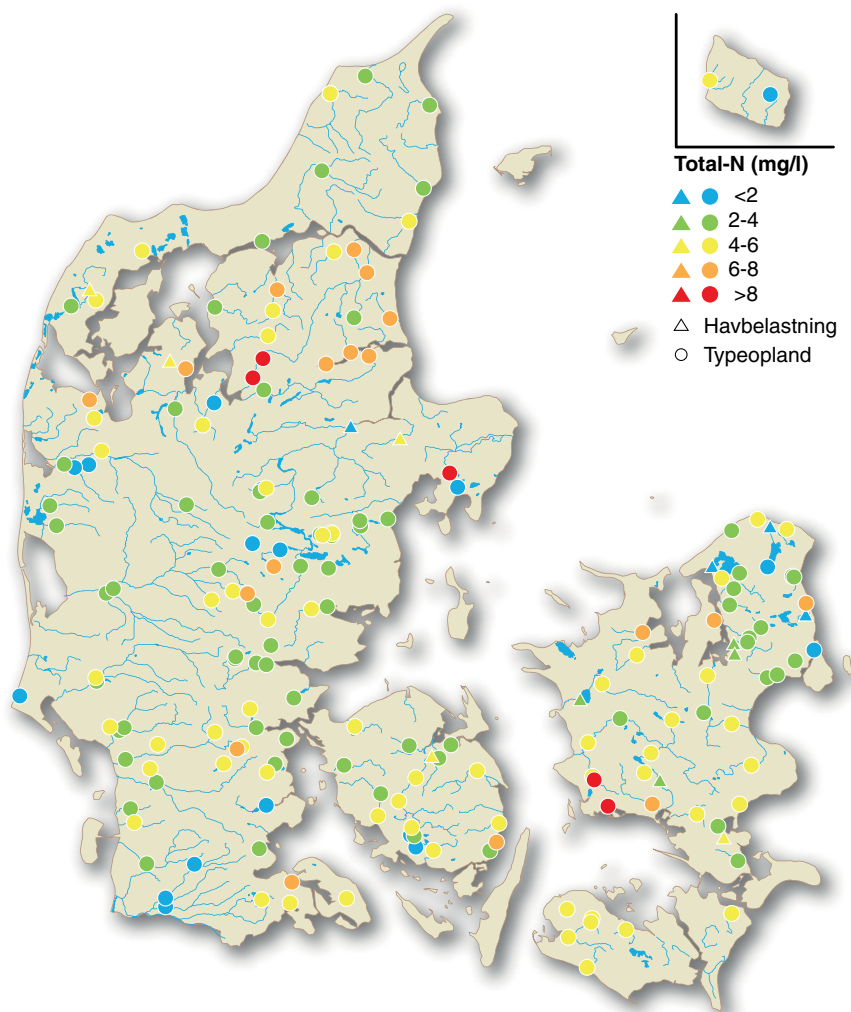 Total-N (mg/l)
<2
2-4
4-6
6-8
>8
Havbelastning
Typeopland